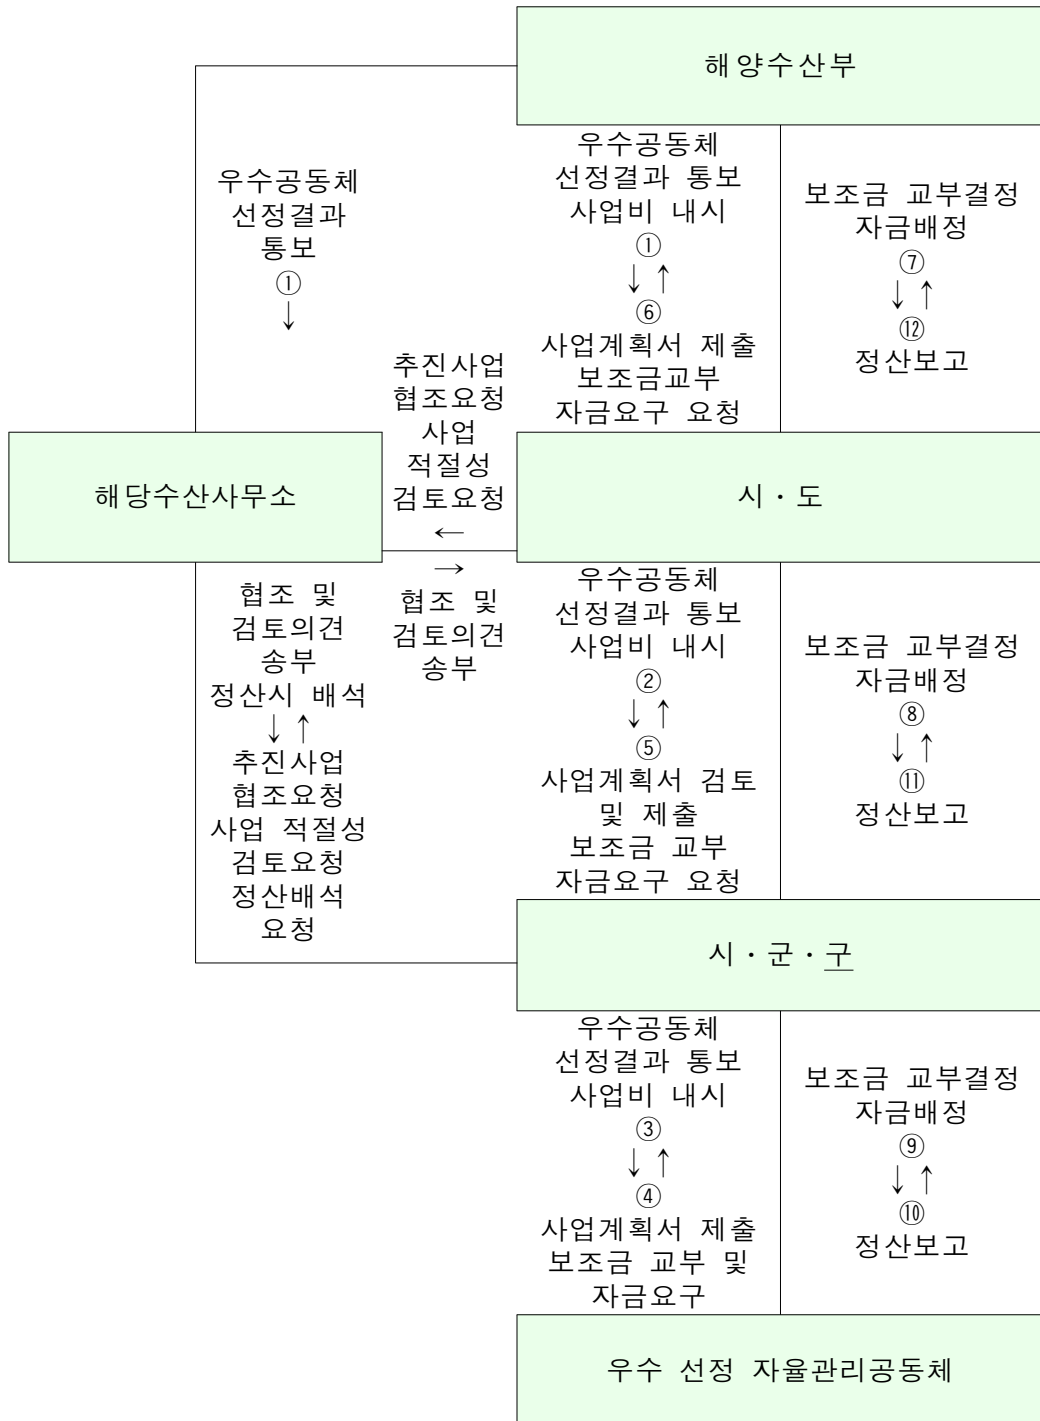 해양수산부
우수공동체
선정결과 통보
사업비 내시
①
↓ ↑
⑥
사업계획서 제출
보조금교부
자금요구 요청
보조금 교부결정
자금배정
⑦
↓ ↑
⑫
정산보고
우수공동체
선정결과
통보
①
↓
추진사업
협조요청
사업
적절성
검토요청
←
→
협조 및
검토의견
송부
해당수산사무소
시・도
협조 및
검토의견
송부
정산시 배석
↓ ↑
추진사업
협조요청
사업 적절성
검토요청
정산배석
요청
우수공동체
선정결과 통보
사업비 내시
②
↓ ↑
⑤
사업계획서 검토
및 제출
보조금 교부
자금요구 요청
보조금 교부결정
자금배정
⑧
↓ ↑
⑪
정산보고
시・군・구
우수공동체
선정결과 통보
사업비 내시
③
↓ ↑
④
사업계획서 제출
보조금 교부 및
자금요구
보조금 교부결정
자금배정
⑨
↓ ↑
⑩
정산보고
우수 선정 자율관리공동체